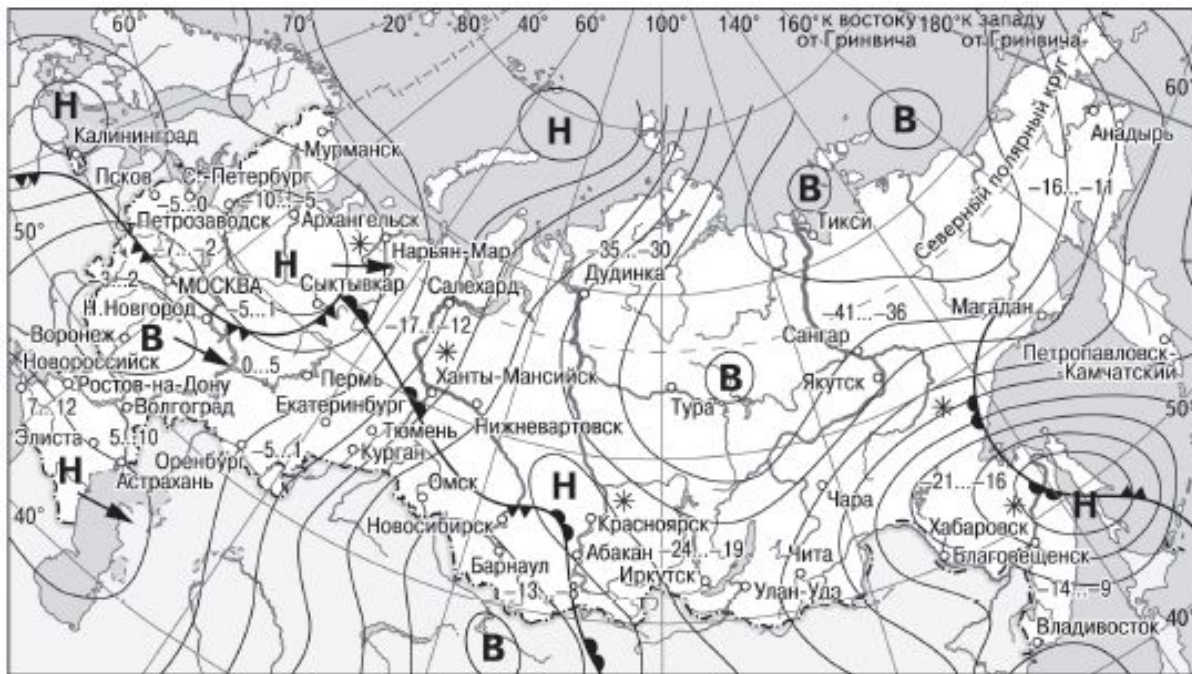 60° 70° 20° 80° 60° 100° 140° 160° к востоку 180° к западу
от Гринвича от Гринвича
60°
Н
Н
В
Северный полярный круг
Калининград
Мурманск
Анадырь
Псков
С.-Петербург
В
–5...0
–10...–5
–16...–11
Петрозаводск
Архангельск
Тикси
50°
–7...–2
Нарьян-Мар
–35...–30
–3...2
Н
Дудинка
МОСКВА
Сыктывкар
Салехард
Н.Новгород
–5...1
Магадан
–17...–12
–41...–36
Воронеж
В
Сангар
Новороссийск
0...5
Петропавловск-
Камчатский
Ростов-на-Дону
Пермь
Ханты-Мансийск
В
Якутск
7...12
Волгоград
Екатеринбург
Тура
50°
Элиста
5...10
Тюмень
Нижневартовск
Н
Оренбург
–5...1
Курган
Астрахань
Омск
Н
Чара
–21...–16
Н
40°
Новосибирск
Красноярск
Хабаровск
Барнаул
Абакан
–24...–19
Чита
Благовещенск
Иркутск
–13...–8
Улан-Удэ
–14...–9
40°
В
Владивосток